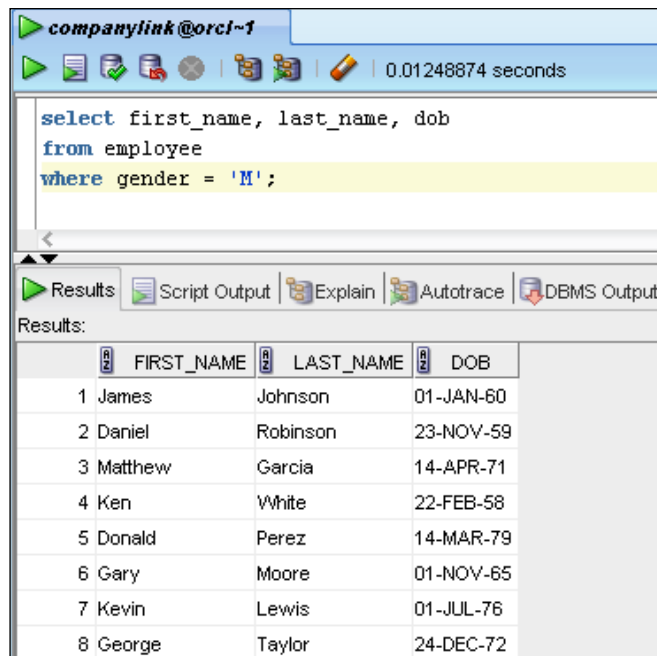 companylink@orcl~1
0.01248874 seconds
select first_name, last_name, dob
from employee
where gender = 'M';
Results Script Output Explain Autotrace DBMS Output
Results:
FIRST_NAME LAST_NAME DOB
1 James Johnson 01-JAN-60
2 Daniel Robinson 23-NOV-59
3 Matthew Garcia 14-APR-71
4 Ken White 22-FEB-58
5 Donald Perez 14-MAR-79
6 Gary Moore 01-NOV-65
7 Kevin Lewis 01-JUL-76
8 George Taylor 24-DEC-72